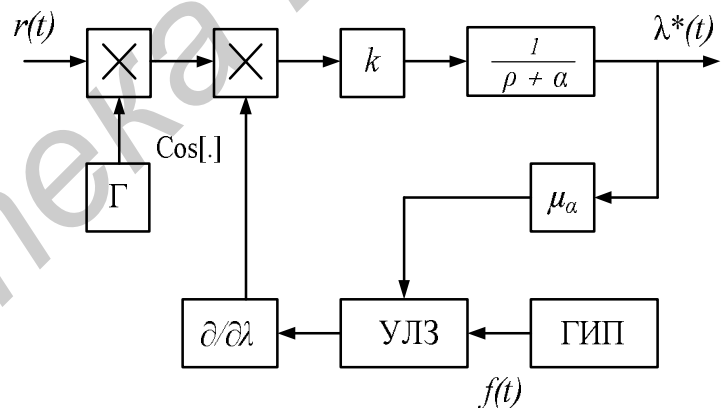 r(t)
λ*(t)
k
1
ρ + α
Cos[.]
Γ
μα
∂/∂λ
УЛЗ
ГИП
f(t)